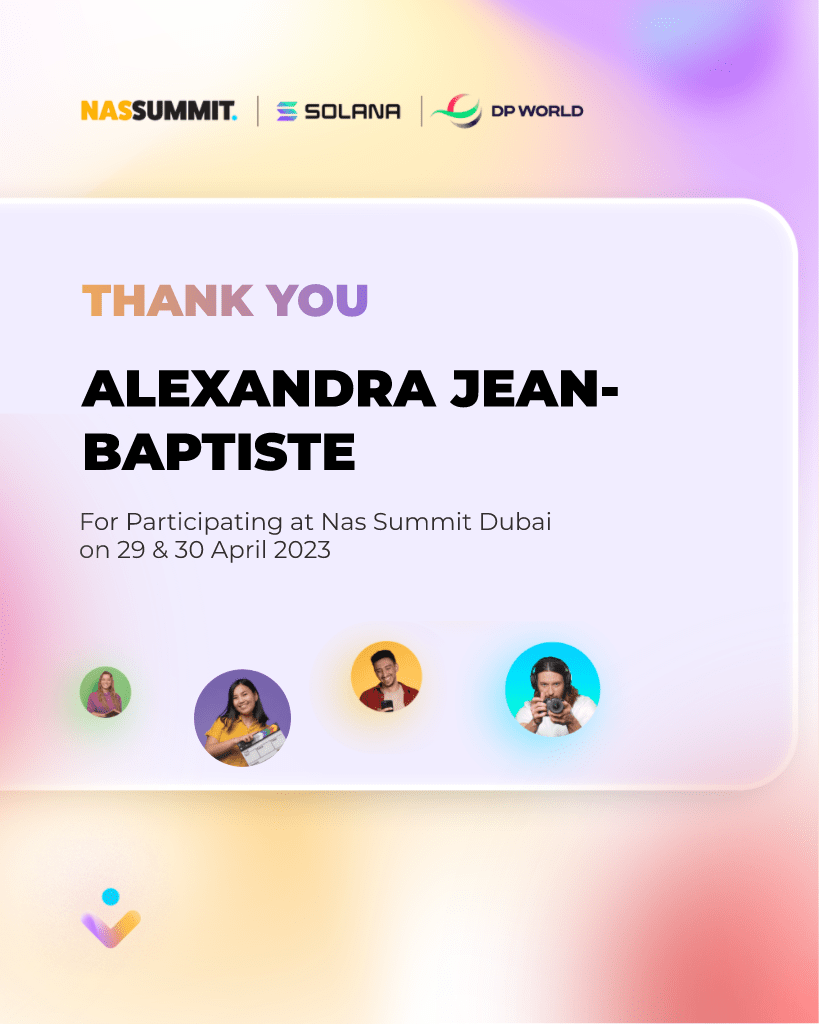 NASSUMMIT. SOLANA DP WORLD
THANK YOU
ALEXANDRA JEAN-
BAPTISTE
For Participating at Nas Summit Dubai
on 29 & 30 April 2023